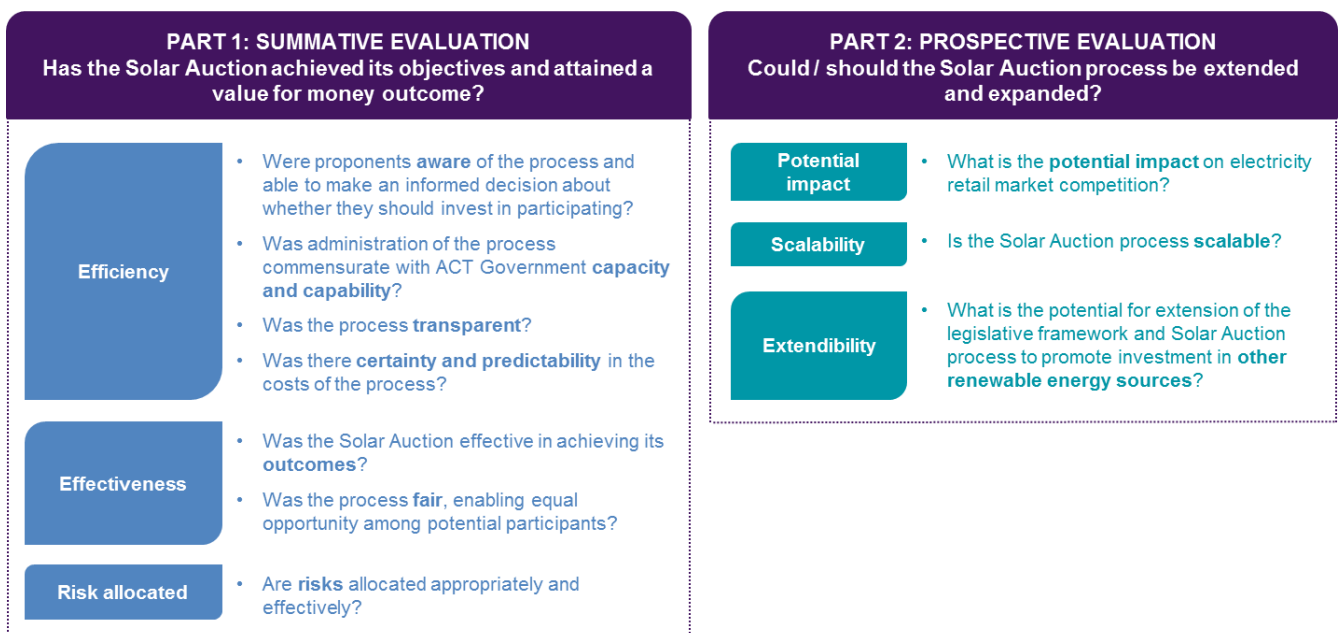 PART 1: SUMMATIVE EVALUATION
Has the Solar Auction achieved its objectives and attained a
value for money outcome?
Efficiency
• Were proponents aware of the process and
able to make an informed decision about
whether they should invest in participating?
• Was administration of the process
commensurate with ACT Government capacity
and capability?
• Was the process transparent?
• Was there certainty and predictability in the
costs of the process?
Effectiveness
• Was the Solar Auction effective in achieving its
outcomes?
• Was the process fair, enabling equal
opportunity among potential participants?
Risk allocated
• Are risks allocated appropriately and
effectively?
PART 2: PROSPECTIVE EVALUATION
Could / should the Solar Auction process be extended
and expanded?
Potential
impact
• What is the potential impact on electricity
retail market competition?
Scalability
• Is the Solar Auction process scalable?
Extendibility
• What is the potential for extension of the
legislative framework and Solar Auction
process to promote investment in other
renewable energy sources?